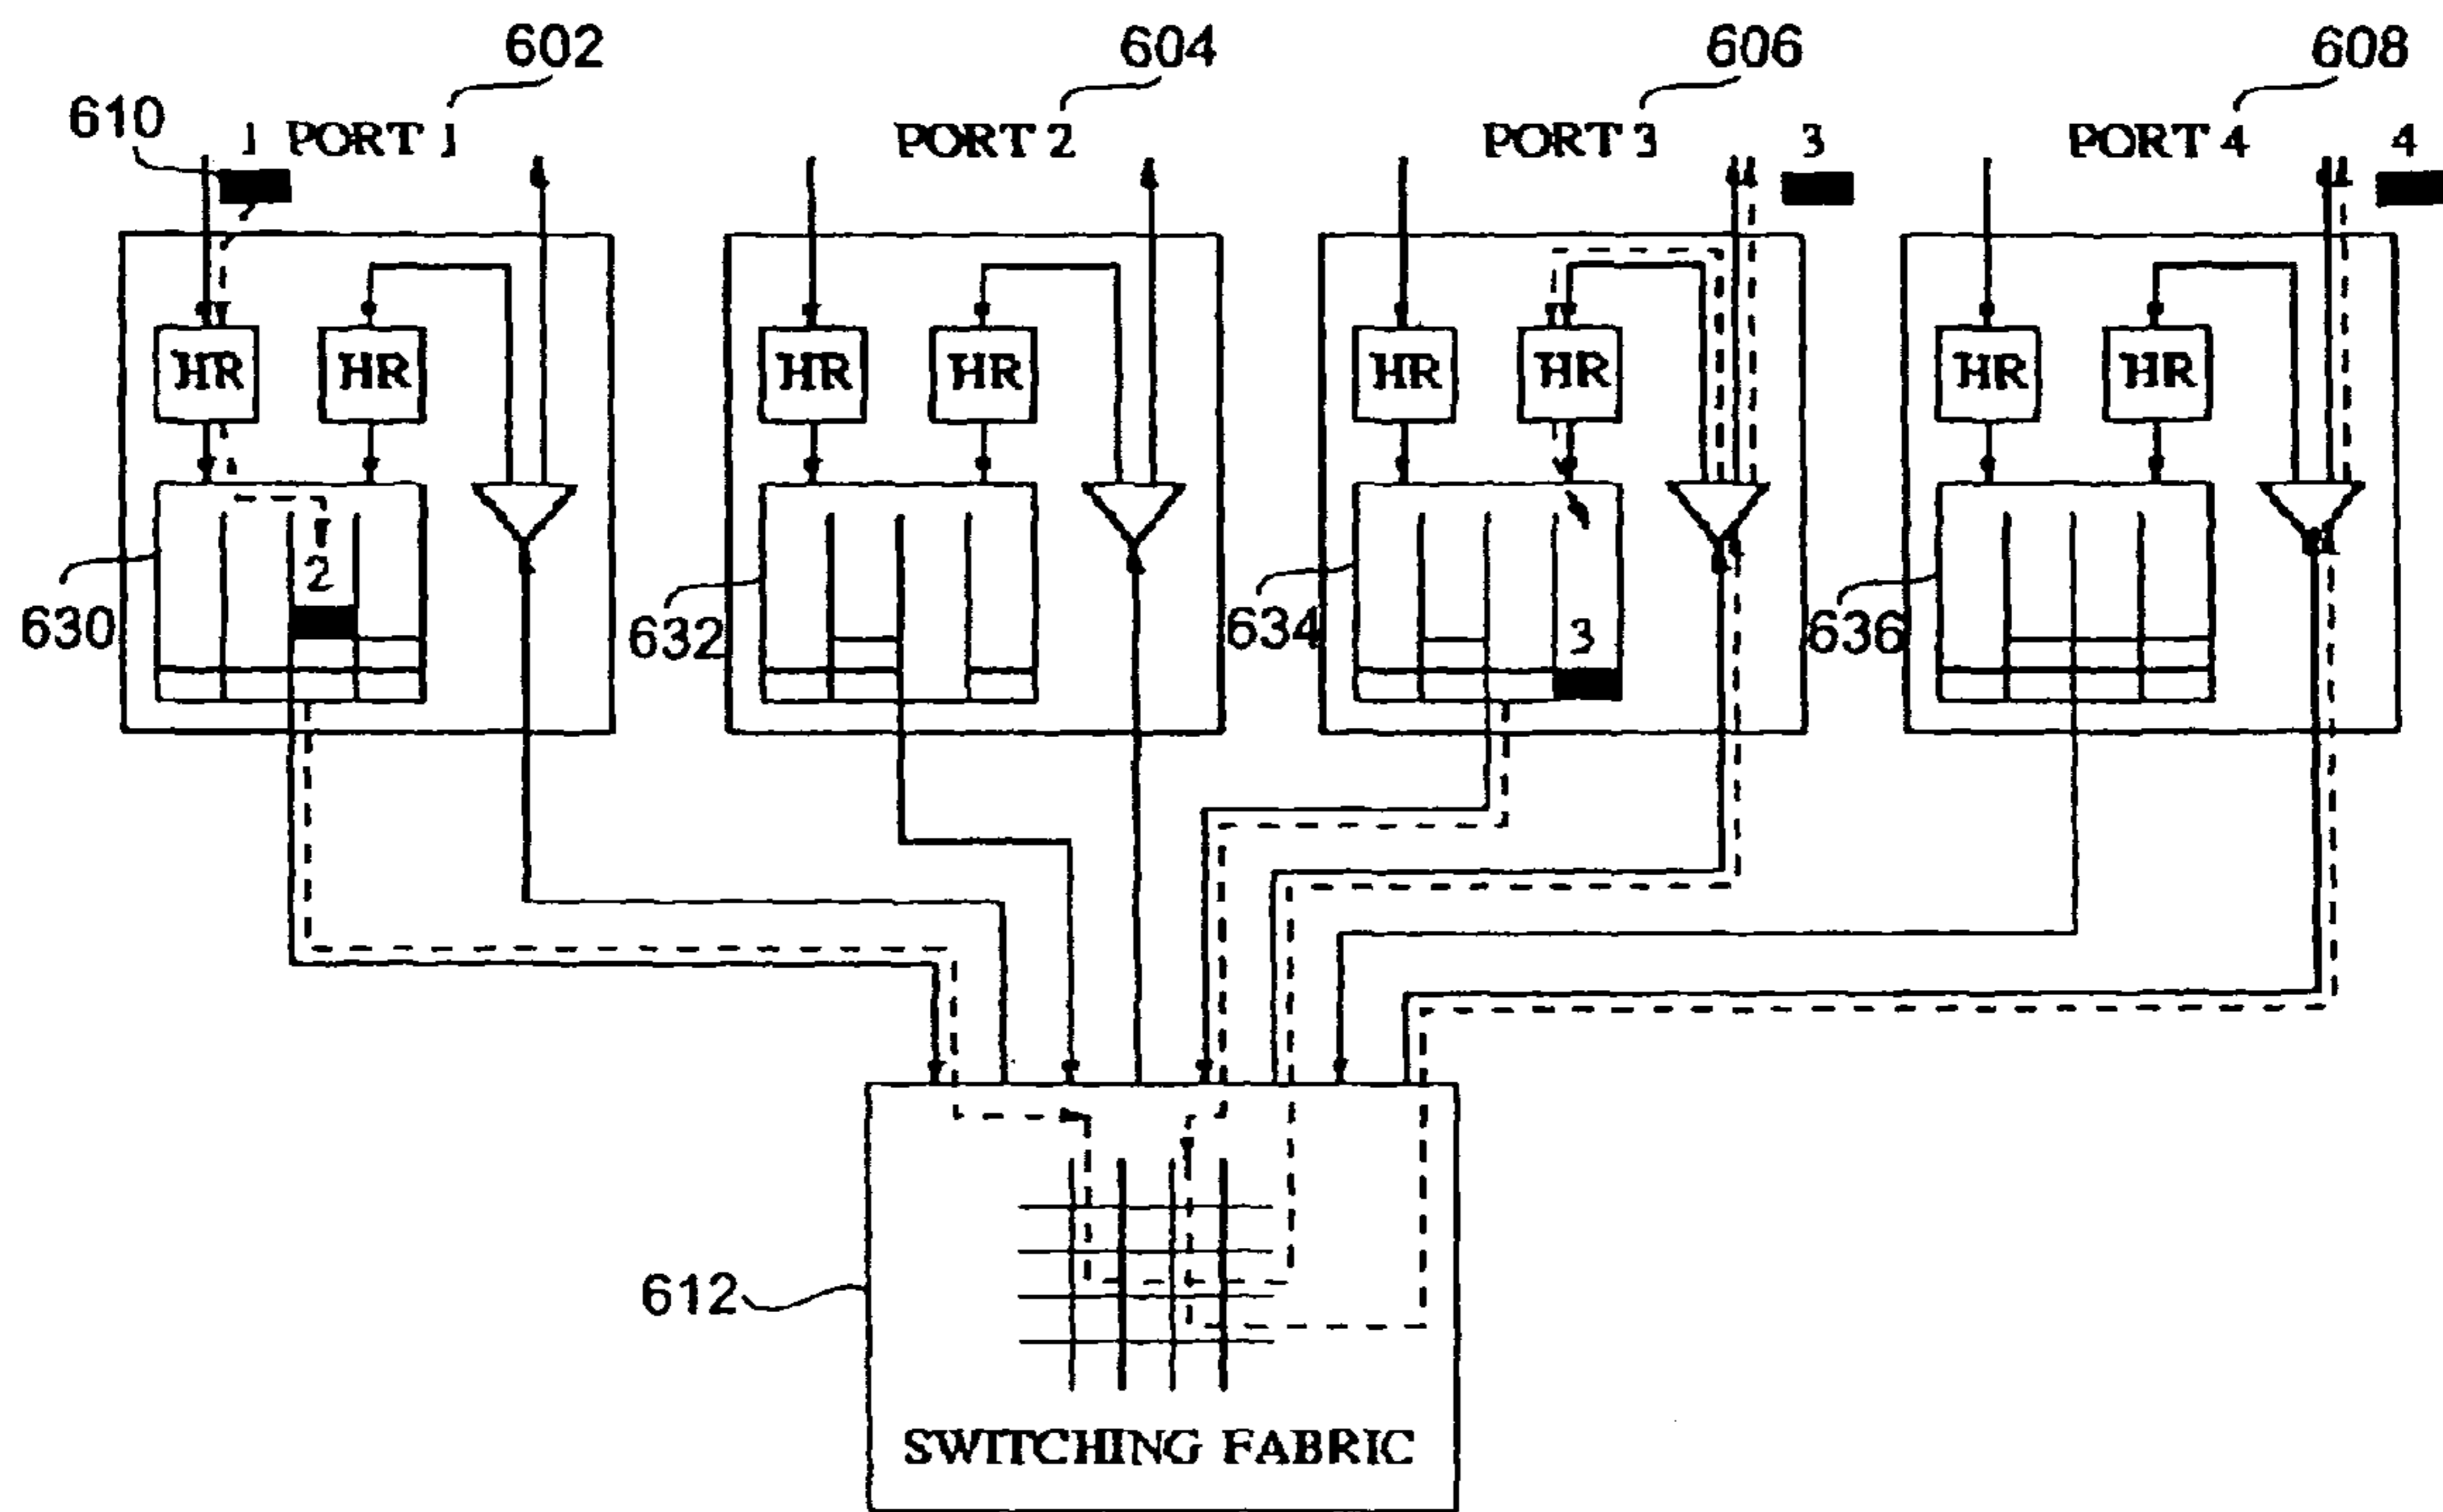 602
604
606
608
610
1 PORT 1
PORT 2
PORT 3
3
PORT 4
4
HR
HR
HR
HR
HR
HR
HR
HR
2
3
630
632
634
636
612
SWITCHING FABRIC